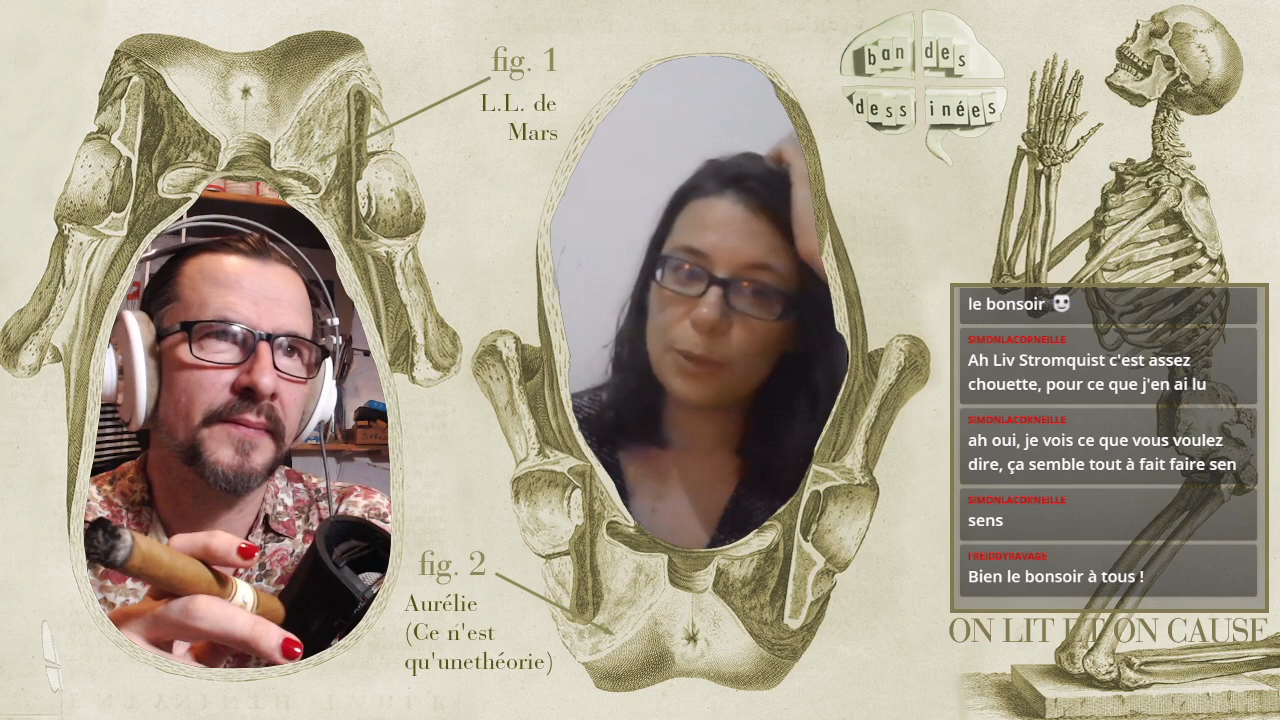 fig. 1
L.L. de
Mars
ban des
dess inées
le bonsoir
SIMONLACORNEILLE
Ah Liv Stromquist c'est assez
chouette, pour ce que j'en ai lu
SIMONLACORNEILLE
ah oui, je vois ce que vous voulez
dire, ça semble tout à fait faire sen
SIMONLACORNEILLE
sens
FREIDDYRAVAGE
Bien le bonsoir à tous !
fig. 2
Aurélie
(Ce n'est
qu'unethéorie)
ON LIT ET ON CAUSE